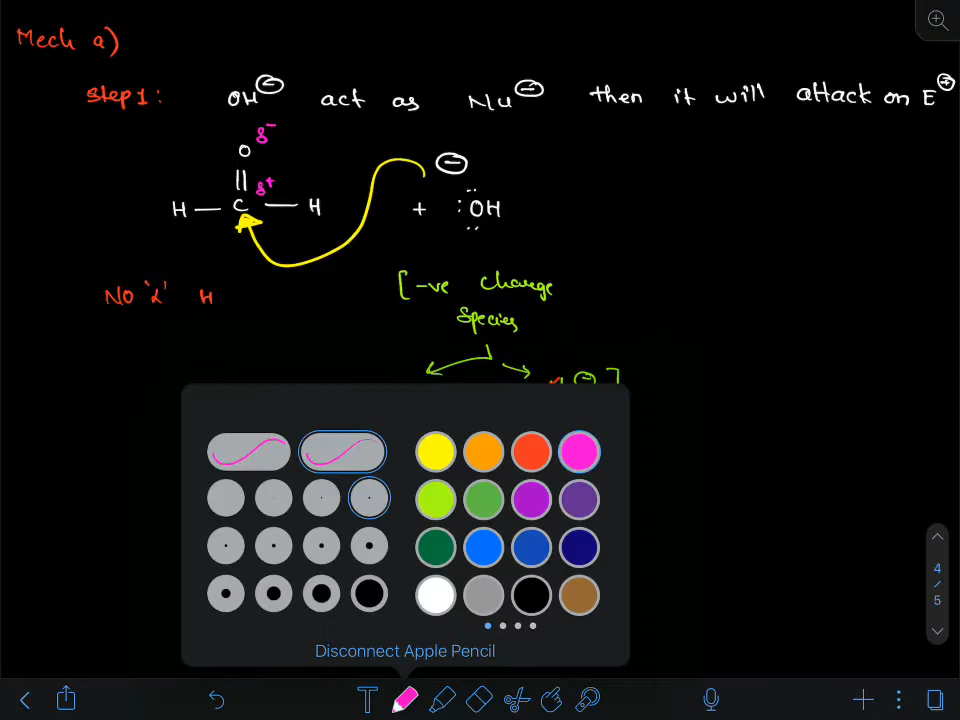 Mech a)
Step 1: OH⊖ act as Nu⊖ then it will attack on E⊕
δ-
O
||
δ+
H — C — H + :OH ⊖
No 'α' H
[-ve charge
Species
⊖ ]
Disconnect Apple Pencil
4
/
5
T